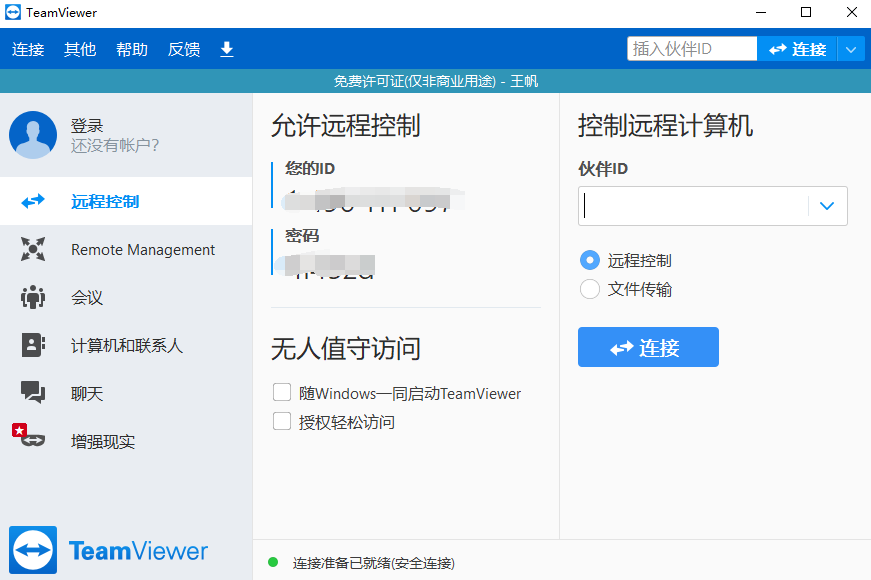 TeamViewer
连接 其他 帮助 反馈
插入伙伴ID
连接
免费许可证(仅非商业用途) - 王帆
登录
还没有帐户?
远程控制
Remote Management
会议
计算机和联系人
聊天
增强现实
TeamViewer
允许远程控制
您的ID
密码
无人值守访问
随Windows一同启动TeamViewer
授权轻松访问
控制远程计算机
伙伴ID
远程控制
文件传输
连接
连接准备已就绪(安全连接)